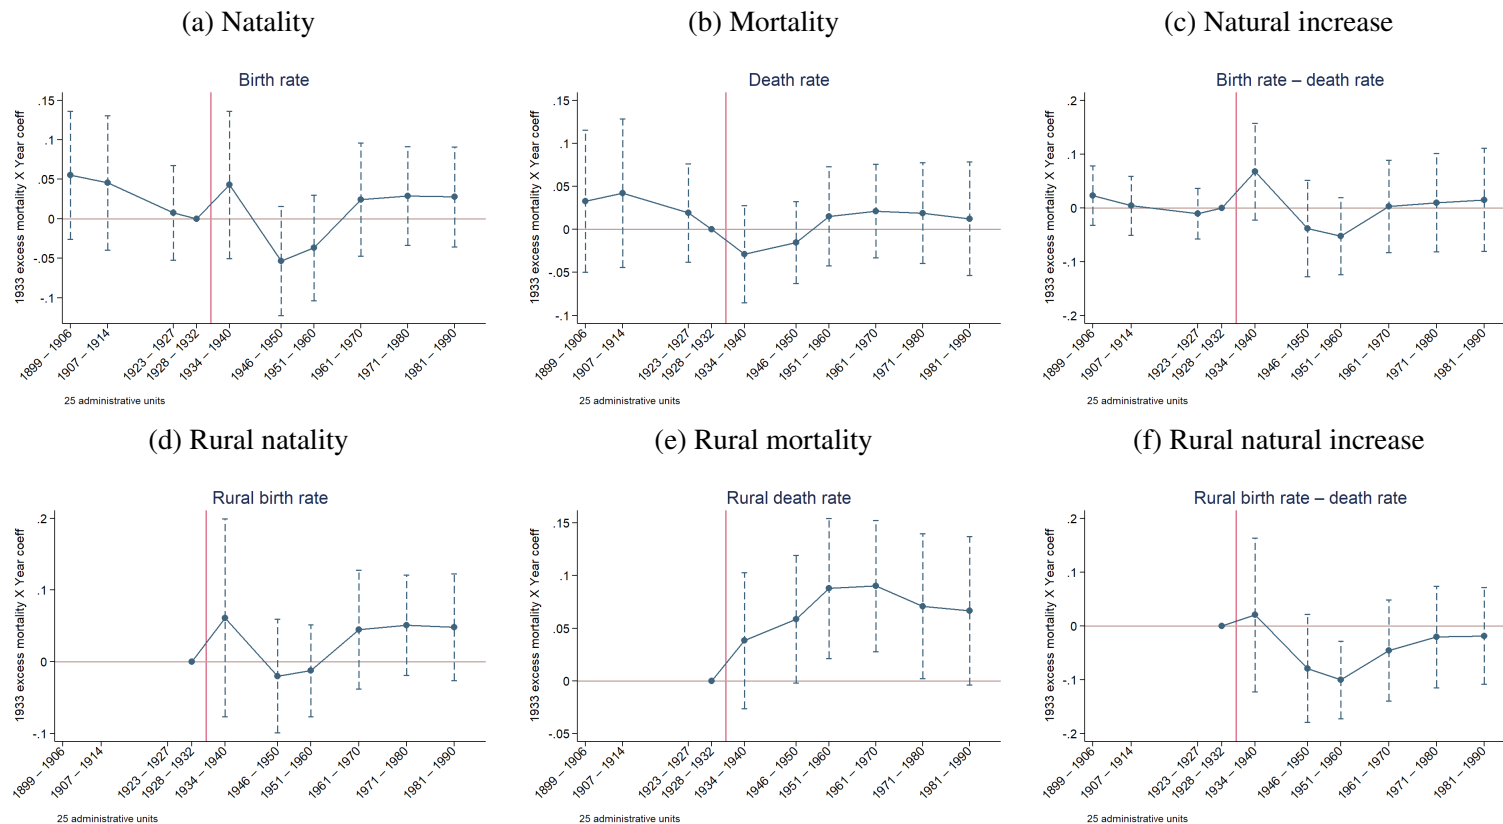 (a) Natality
Birth rate
1933 excess mortality X Year coeff
.15
.1
.05
0
-.05
-.1
1899 – 1906
1907 – 1914
1923 – 1927
1928 – 1932
1934 – 1940
1946 – 1950
1951 – 1960
1961 – 1970
1971 – 1980
1981 – 1990
25 administrative units
(b) Mortality
Death rate
1933 excess mortality X Year coeff
.15
.1
.05
0
-.05
-.1
1899 – 1906
1907 – 1914
1923 – 1927
1928 – 1932
1934 – 1940
1946 – 1950
1951 – 1960
1961 – 1970
1971 – 1980
1981 – 1990
25 administrative units
(c) Natural increase
Birth rate – death rate
1933 excess mortality X Year coeff
.2
.1
0
-.1
-.2
1899 – 1906
1907 – 1914
1923 – 1927
1928 – 1932
1934 – 1940
1946 – 1950
1951 – 1960
1961 – 1970
1971 – 1980
1981 – 1990
25 administrative units
(d) Rural natality
Rural birth rate
1933 excess mortality X Year coeff
.2
.1
0
-.1
1899 – 1906
1907 – 1914
1923 – 1927
1928 – 1932
1934 – 1940
1946 – 1950
1951 – 1960
1961 – 1970
1971 – 1980
1981 – 1990
25 administrative units
(e) Rural mortality
Rural death rate
1933 excess mortality X Year coeff
.15
.1
.05
0
-.05
1899 – 1906
1907 – 1914
1923 – 1927
1928 – 1932
1934 – 1940
1946 – 1950
1951 – 1960
1961 – 1970
1971 – 1980
1981 – 1990
25 administrative units
(f) Rural natural increase
Rural birth rate – death rate
1933 excess mortality X Year coeff
.2
.1
0
-.1
-.2
1899 – 1906
1907 – 1914
1923 – 1927
1928 – 1932
1934 – 1940
1946 – 1950
1951 – 1960
1961 – 1970
1971 – 1980
1981 – 1990
25 administrative units